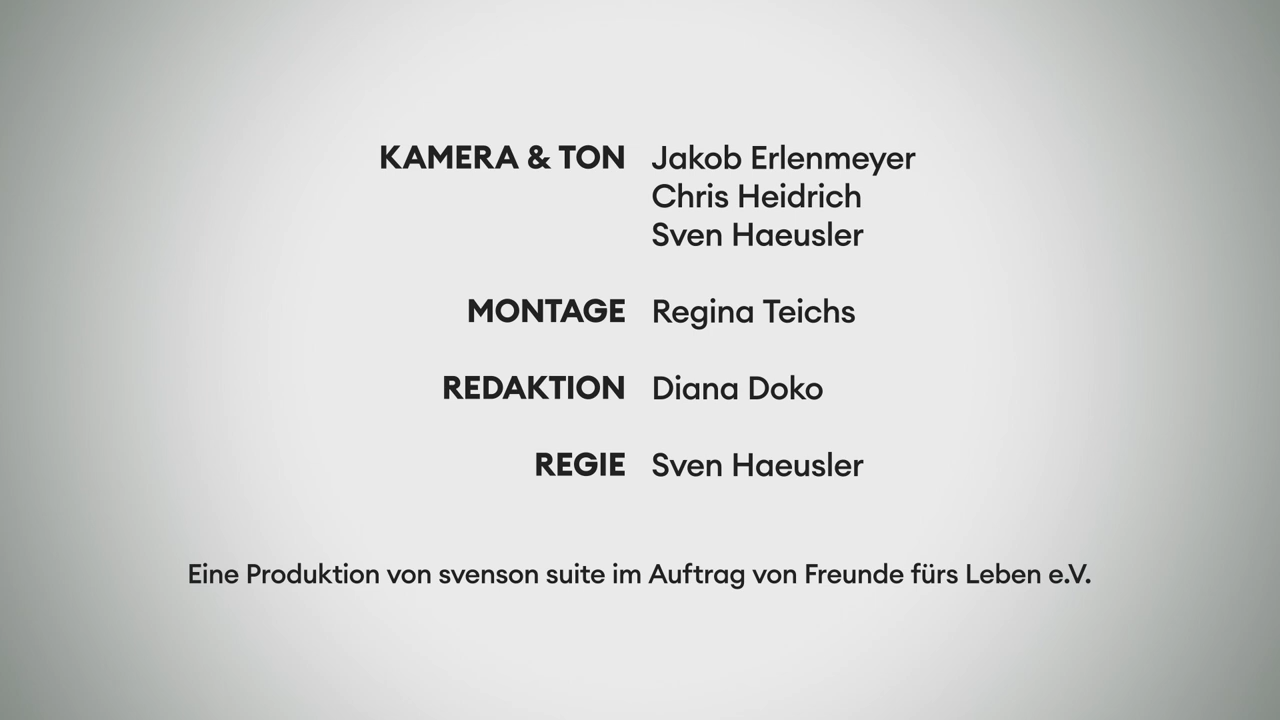 KAMERA & TON Jakob Erlenmeyer
Chris Heidrich
Sven Haeusler
MONTAGE Regina Teichs
REDAKTION Diana Doko
REGIE Sven Haeusler
Eine Produktion von svenson suite im Auftrag von Freunde fürs Leben e.V.